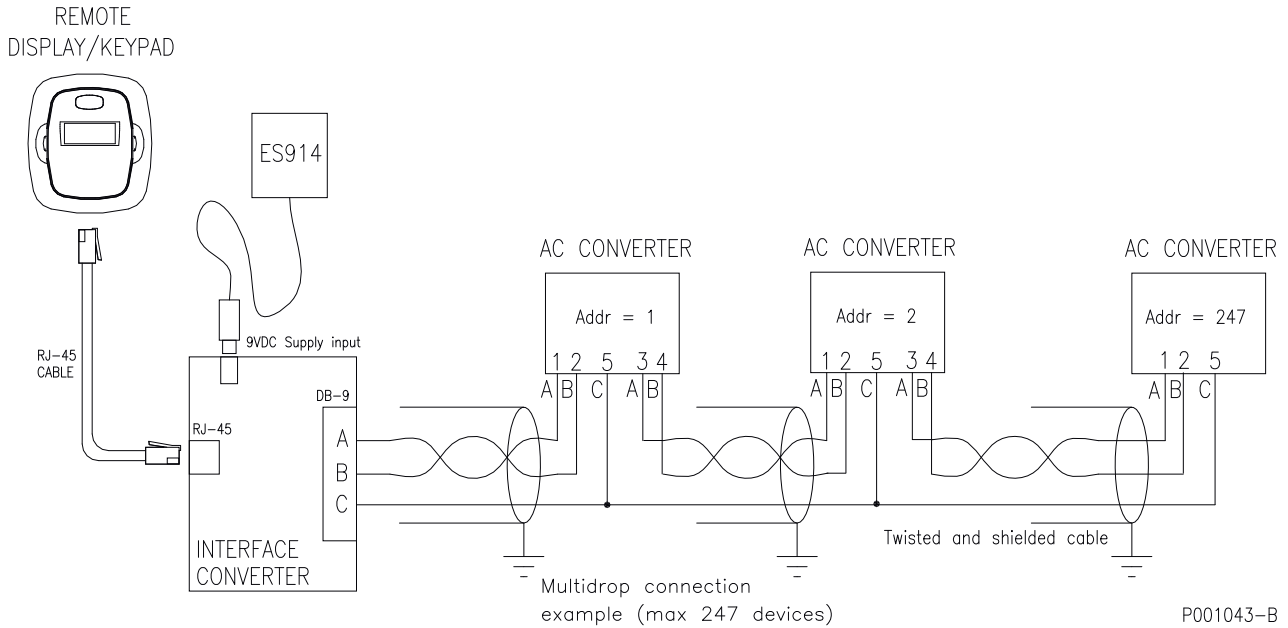 REMOTE
DISPLAY/KEYPAD
ES914
AC CONVERTER
AC CONVERTER
AC CONVERTER
Addr = 1
Addr = 2
Addr = 247
9VDC Supply input
RJ-45
CABLE
1 2 5 3 4
1 2 5 3 4
1 2 5
A B C A B
A B C A B
A B C
DB-9
RJ-45
A
B
C
INTERFACE
CONVERTER
Twisted and shielded cable
Multidrop connection
example (max 247 devices)
P001043-B